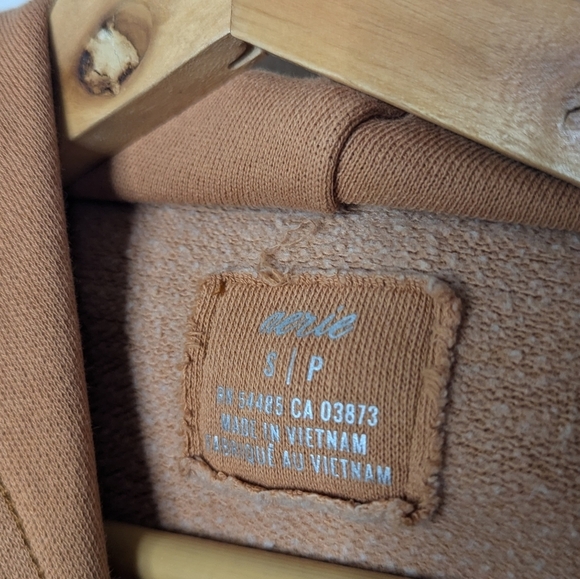 aerie
S | P
RN 54485 CA 03873
MADE IN VIETNAM
FABRIQUÉ AU VIETNAM